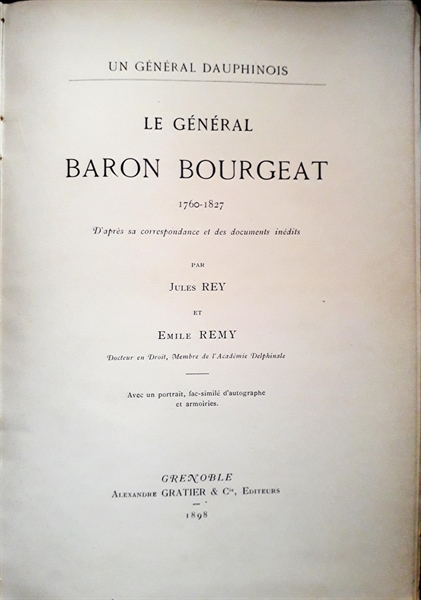 UN GÉNÉRAL DAUPHINOIS
LE GÉNÉRAL
BARON BOURGEAT
1760-1827
D'après sa correspondance et des documents inédits
PAR
JULES REY
ET
EMILE REMY
Docteur en Droit, Membre de l'Académie Delphinale
Avec un portrait, fac-similé d'autographe
et armoiries.
GRENOBLE
ALEXANDRE GRATIER & Cie, EDITEURS
1898